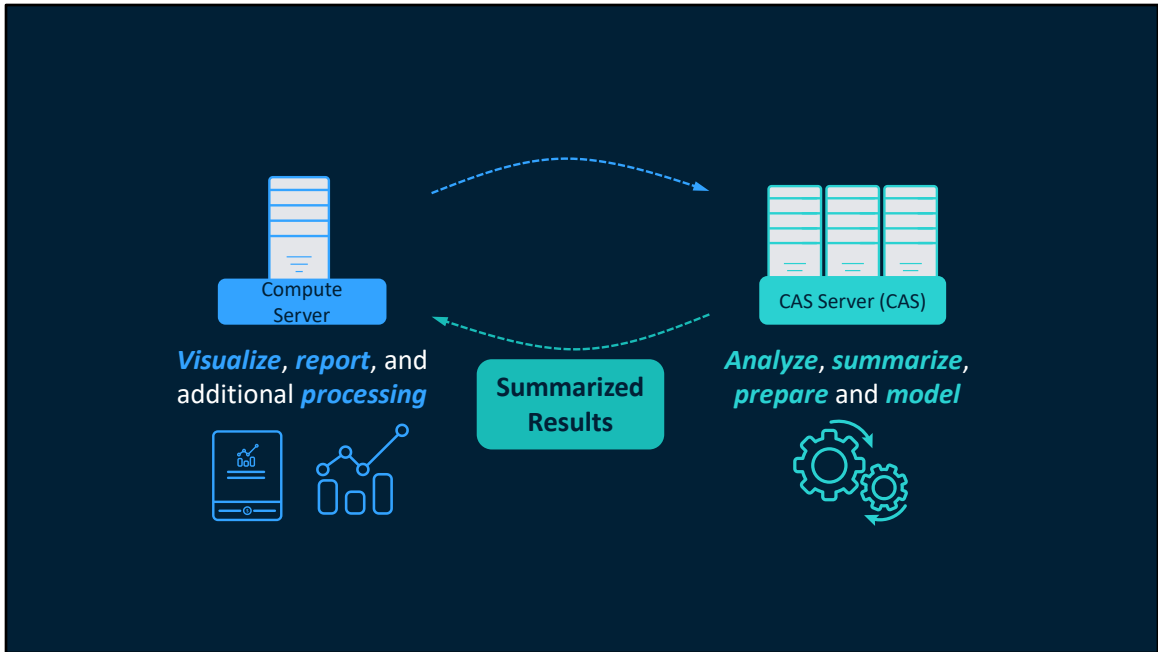 Compute
Server
CAS Server (CAS)
Visualize, report, and
additional processing
Summarized
Results
Analyze, summarize,
prepare and model